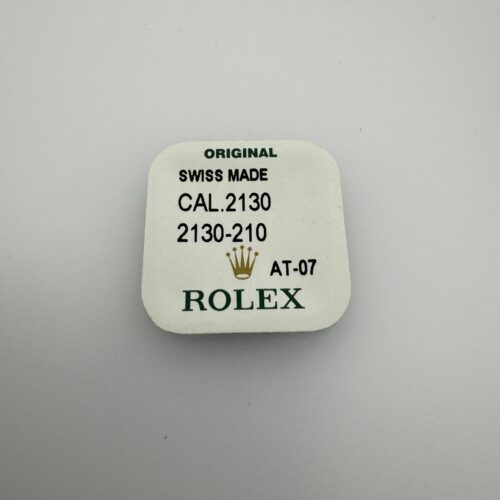 ORIGINAL
SWISS MADE
CAL.2130
2130-210
AT-07
ROLEX